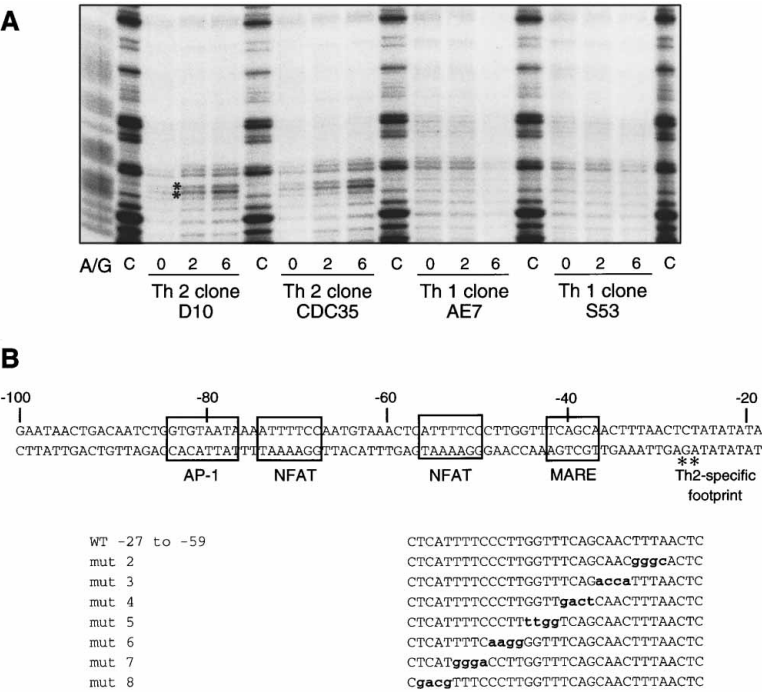 A
*
*
A/G C 0 2 6 C 0 2 6 C 0 2 6 C 0 2 6 C
Th 2 clone Th 2 clone Th 1 clone Th 1 clone
D10 CDC35 AE7 S53
B
-100 -80 -60 -40 -20
GAATAACTGACAATCTGGTGTAATAAAATTTTCCAATGTAAACTCATTTTCCCTTGGTTTCAGCAACTTTAACTCTATATATA
CTTATTGACTGTTAGACCACATTATTTTAAAAGGTTACATTTGAGTAAAAGGGAACCAAAGTCGTTGAAATTGAGATATATAT
**
AP-1 NFAT NFAT MARE Th2-specific
footprint
WT -27 to -59 CTCATTTTCCCTTGGTTTCAGCAACTTTAACTC
mut 2 CTCATTTTCCCTTGGTTTCAGCAACgggcACTC
mut 3 CTCATTTTCCCTTGGTTTCAGaccaTTTAACTC
mut 4 CTCATTTTCCCTTGGTTgactCAACTTTAACTC
mut 5 CTCATTTTCCCTTttggTCAGCAACTTTAACTC
mut 6 CTCATTTTCaaggGGTTTCAGCAACTTTAACTC
mut 7 CTCATgggaCCTTGGTTTCAGCAACTTTAACTC
mut 8 CgacgTTTCCCTTGGTTTCAGCAACTTTAACTC